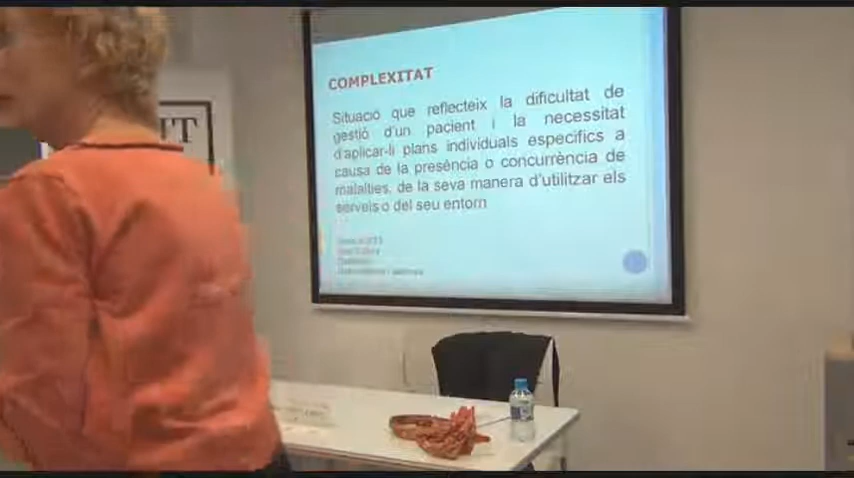 COMPLEXITAT
Situació que reflecteix la dificultat de
gestió d'un pacient i la necessitat
d'aplicar-li plans individuals específics a
causa de la presència o concurrència de
malalties, de la seva manera d'utilitzar els
serveis o del seu entorn
TT